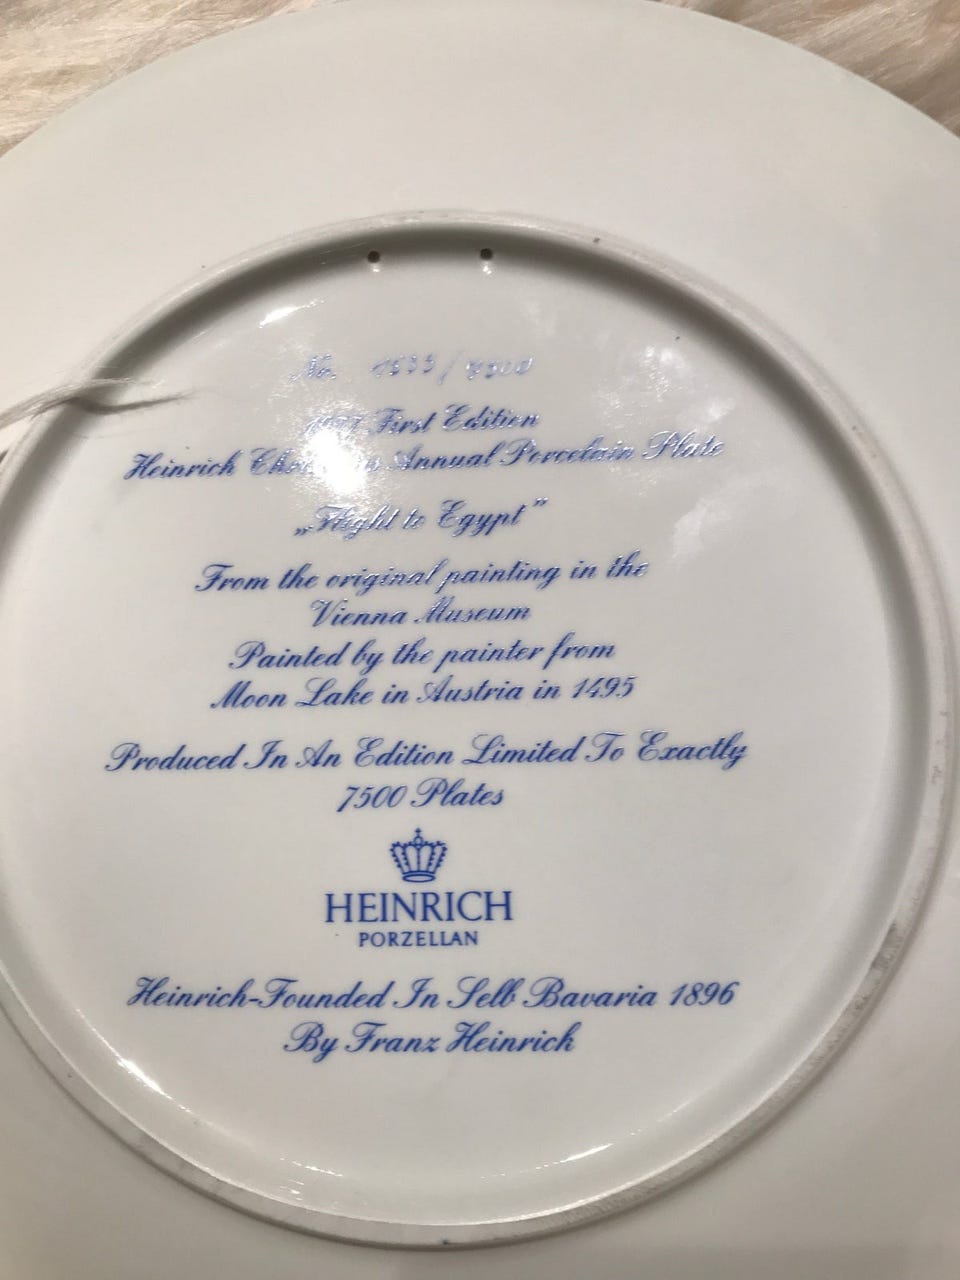 No.
First Edition
Heinrich Annual Porcelain Plate
„Flight to Egypt”
From the original painting in the
Vienna Museum
Painted by the painter from
Moon Lake in Austria in 1495
Produced In An Edition Limited To Exactly
7500 Plates
HEINRICH
PORZELLAN
Heinrich-Founded In Selb Bavaria 1896
By Franz Heinrich